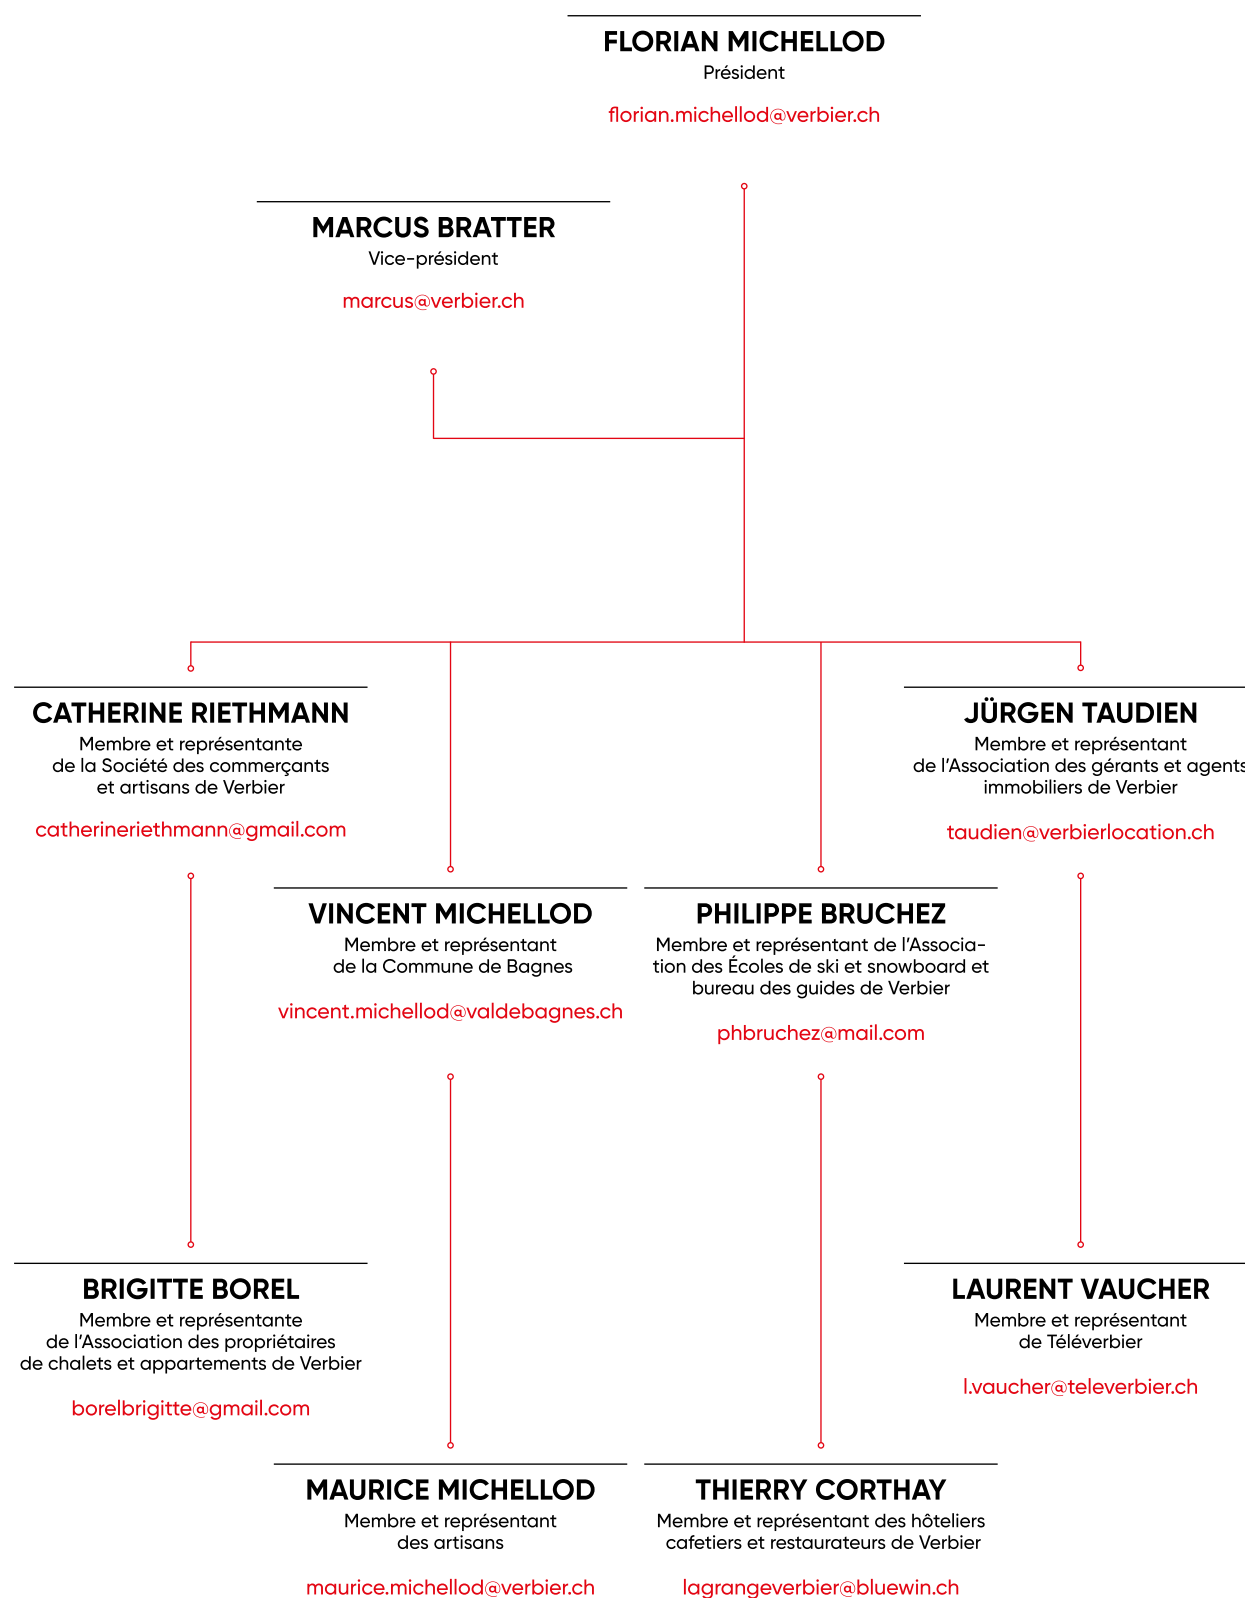 FLORIAN MICHELLOD
Président
florian.michellod@verbier.ch
MARCUS BRATTER
Vice-président
marcus@verbier.ch
CATHERINE RIETHMANN
Membre et représentante
de la Société des commerçants
et artisans de Verbier
catherineriethmann@gmail.com
JÜRGEN TAUDIEN
Membre et représentant
de l'Association des gérants et agents
immobiliers de Verbier
taudien@verbierlocation.ch
VINCENT MICHELLOD
Membre et représentant
de la Commune de Bagnes
vincent.michellod@valdebagnes.ch
PHILIPPE BRUCHEZ
Membre et représentant de l'Associa-
tion des Écoles de ski et snowboard et
bureau des guides de Verbier
phbruchez@mail.com
BRIGITTE BOREL
Membre et représentante
de l'Association des propriétaires
de chalets et appartements de Verbier
borelbrigitte@gmail.com
LAURENT VAUCHER
Membre et représentant
de Téléverbier
l.vaucher@televerbier.ch
MAURICE MICHELLOD
Membre et représentant
des artisans
maurice.michellod@verbier.ch
THIERRY CORTHAY
Membre et représentant des hôteliers
cafetiers et restaurateurs de Verbier
lagrangeverbier@bluewin.ch